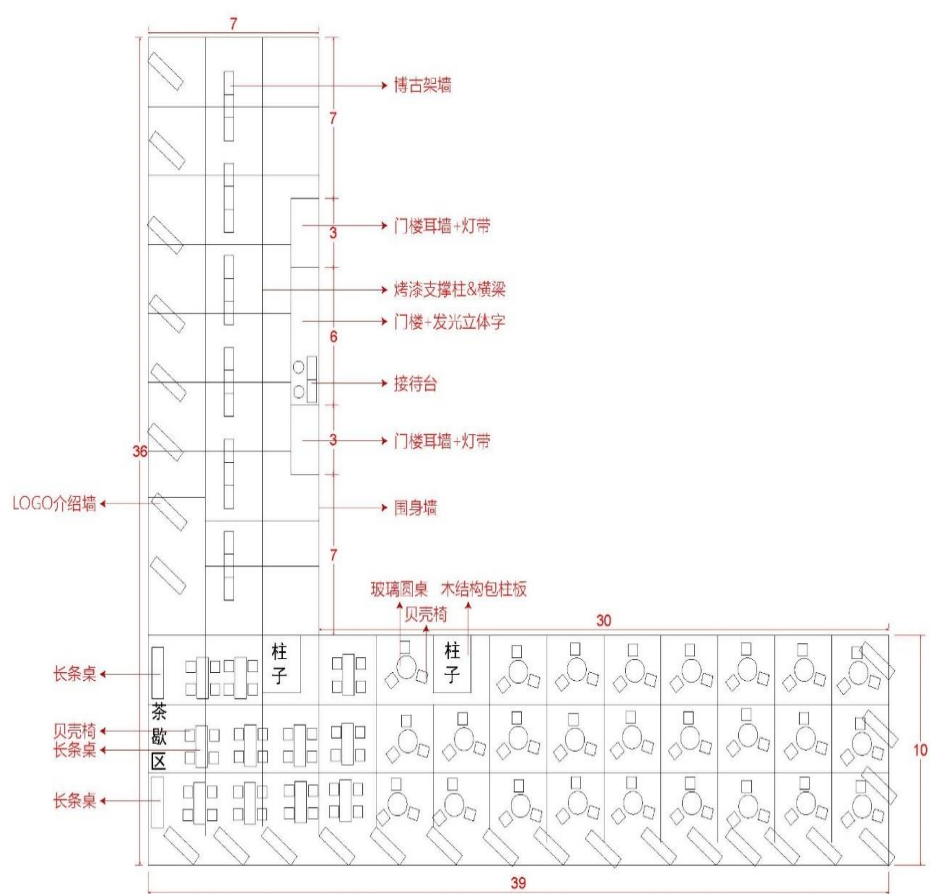 7
博古架墙
7
门楼耳墙+灯带
3
烤漆支撑柱&横梁
门楼+发光立体字
6
接待台
门楼耳墙+灯带
3
36
LOGO介绍墙
围身墙
7
玻璃圆桌
木结构包柱板
贝壳椅
30
柱子
柱子
长条桌
茶歇区
贝壳椅
长条桌
10
长条桌
39